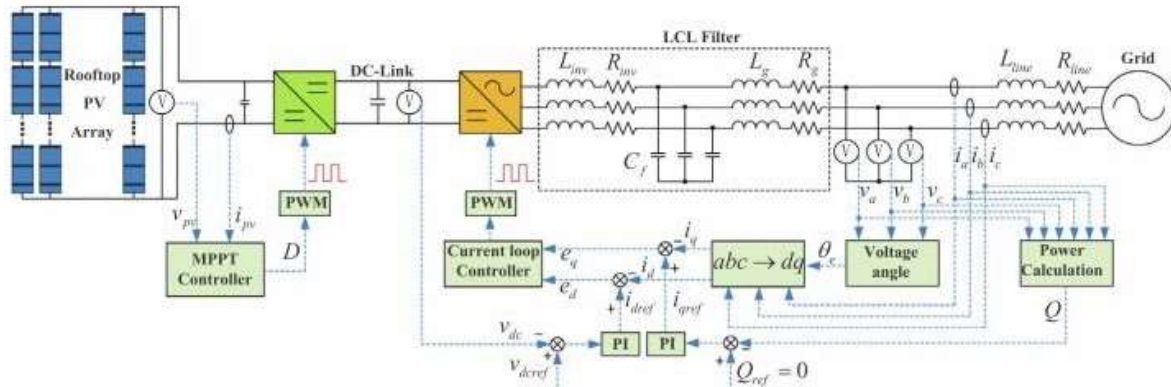 LCL Filter
Rooftop
PV
Array
V
DC-Link
V
L_inv R_inv
L_g R_g
L_line R_line
C_f
V V V
i_a i_b i_c
v_a v_b v_c
v_pv i_pv
PWM
D
MPPT
Controller
PWM
Current loop
Controller
e_q
e_d
- i_q
+
- i_d
+
i_dref
i_qref
abc → dq
θ_e
Voltage
angle
Power
Calculation
Q
v_dc
v_dcref
-
+
PI
PI
-
+
Q_ref = 0